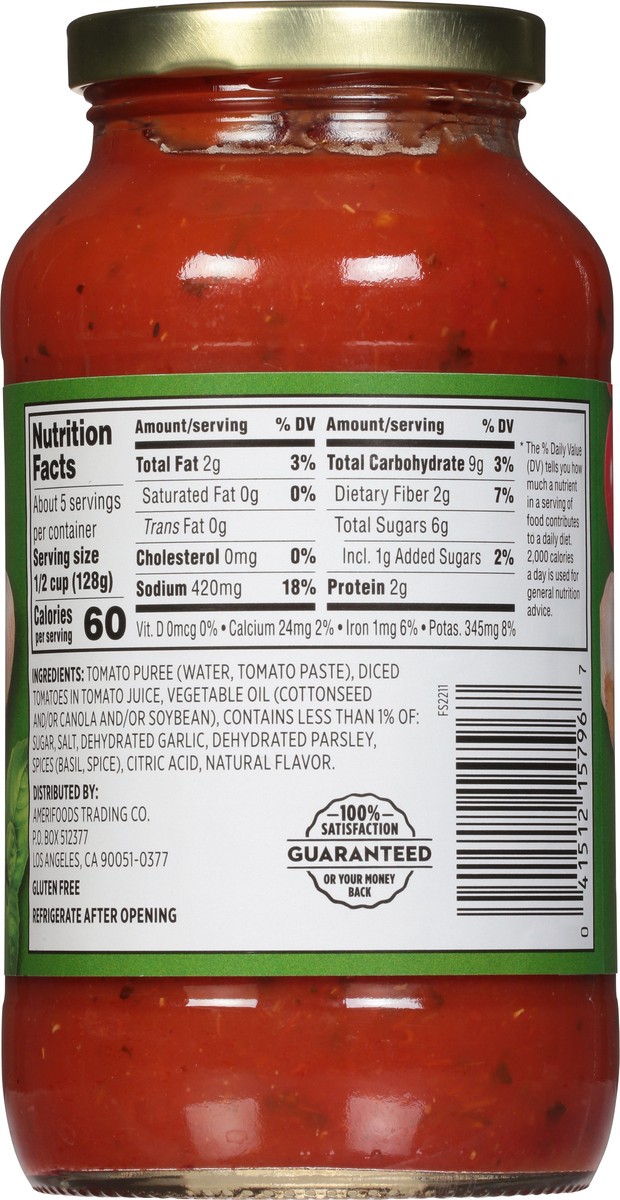 Nutrition
Facts
About 5 servings
per container
Serving size
1/2 cup (128g)
Calories
per serving 60
Amount/serving % DV
Total Fat 2g 3%
Saturated Fat 0g 0%
Trans Fat 0g
Cholesterol 0mg 0%
Sodium 420mg 18%
Amount/serving % DV
Total Carbohydrate 9g 3%
Dietary Fiber 2g 7%
Total Sugars 6g
Incl. 1g Added Sugars 2%
Protein 2g
Vit. D 0mcg 0% • Calcium 24mg 2% • Iron 1mg 6% • Potas. 345mg 8%
* The % Daily Value
(DV) tells you how
much a nutrient
in a serving of
food contributes
to a daily diet.
2,000 calories
a day is used for
general nutrition
advice.
INGREDIENTS: TOMATO PUREE (WATER, TOMATO PASTE), DICED
TOMATOES IN TOMATO JUICE, VEGETABLE OIL (COTTONSEED
AND/OR CANOLA AND/OR SOYBEAN), CONTAINS LESS THAN 1% OF:
SUGAR, SALT, DEHYDRATED GARLIC, DEHYDRATED PARSLEY,
SPICES (BASIL, SPICE), CITRIC ACID, NATURAL FLAVOR.
DISTRIBUTED BY:
AMERIFOODS TRADING CO.
P.O. BOX 512377
LOS ANGELES, CA 90051-0377
GLUTEN FREE
REFRIGERATE AFTER OPENING
—100%—
SATISFACTION
GUARANTEED
OR YOUR MONEY
BACK
FS2211
0 41512 15796 7